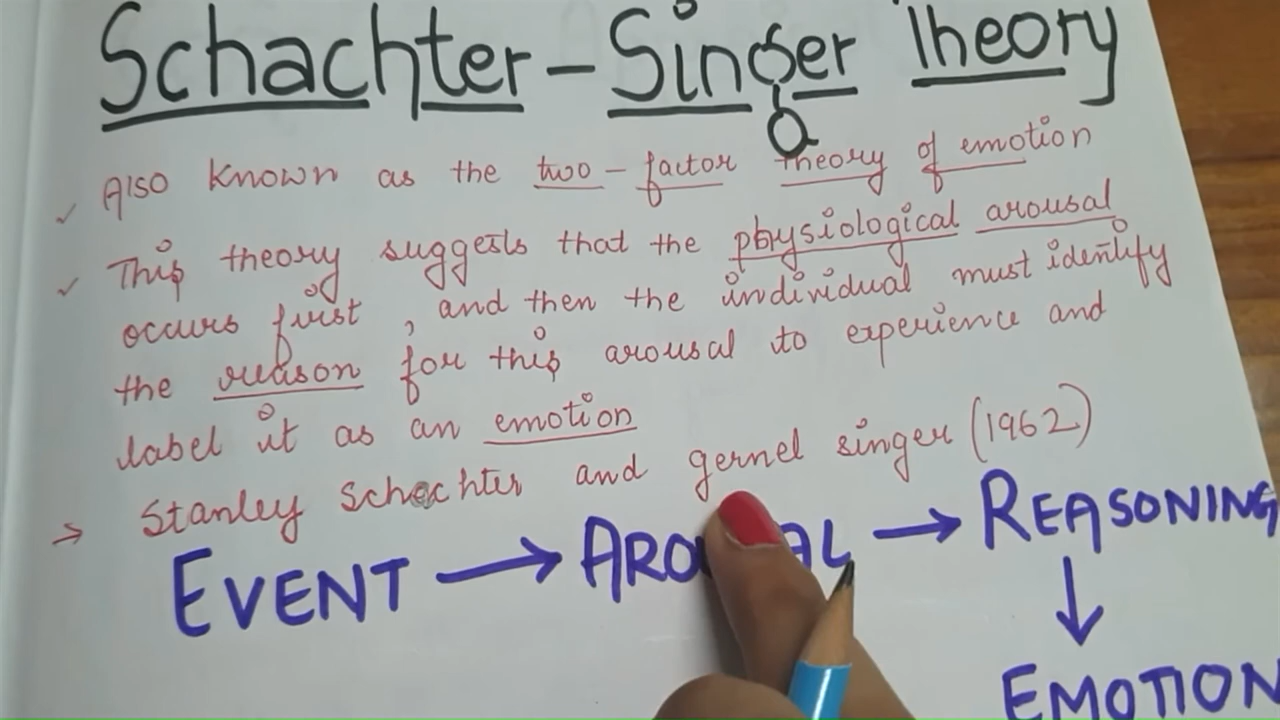 Schachter-Singer Theory
Also known as the two-factor theory of emotion
This theory suggests that the physiological arousal
occurs first, and then the individual must identify
the reason for this arousal to experience and
label it as an emotion
→ Stanley Schechter and gernel singer (1962)
EVENT → → REASONING
↓
EMOTION